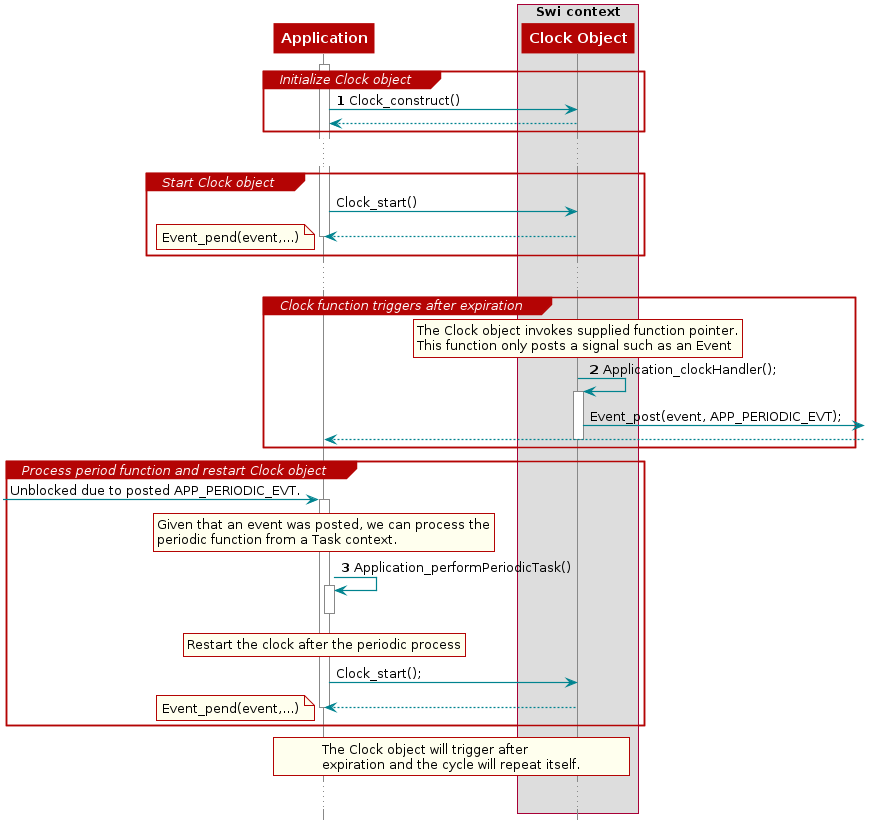 Swi context
Application
Clock Object
Initialize Clock object
1 Clock_construct()
Start Clock object
Clock_start()
Event_pend(event,...)
Clock function triggers after expiration
The Clock object invokes supplied function pointer.
This function only posts a signal such as an Event
2 Application_clockHandler();
Event_post(event, APP_PERIODIC_EVT);
Process period function and restart Clock object
Unblocked due to posted APP_PERIODIC_EVT.
Given that an event was posted, we can process the
periodic function from a Task context.
3 Application_performPeriodicTask()
Restart the clock after the periodic process
Clock_start();
Event_pend(event,...)
The Clock object will trigger after
expiration and the cycle will repeat itself.